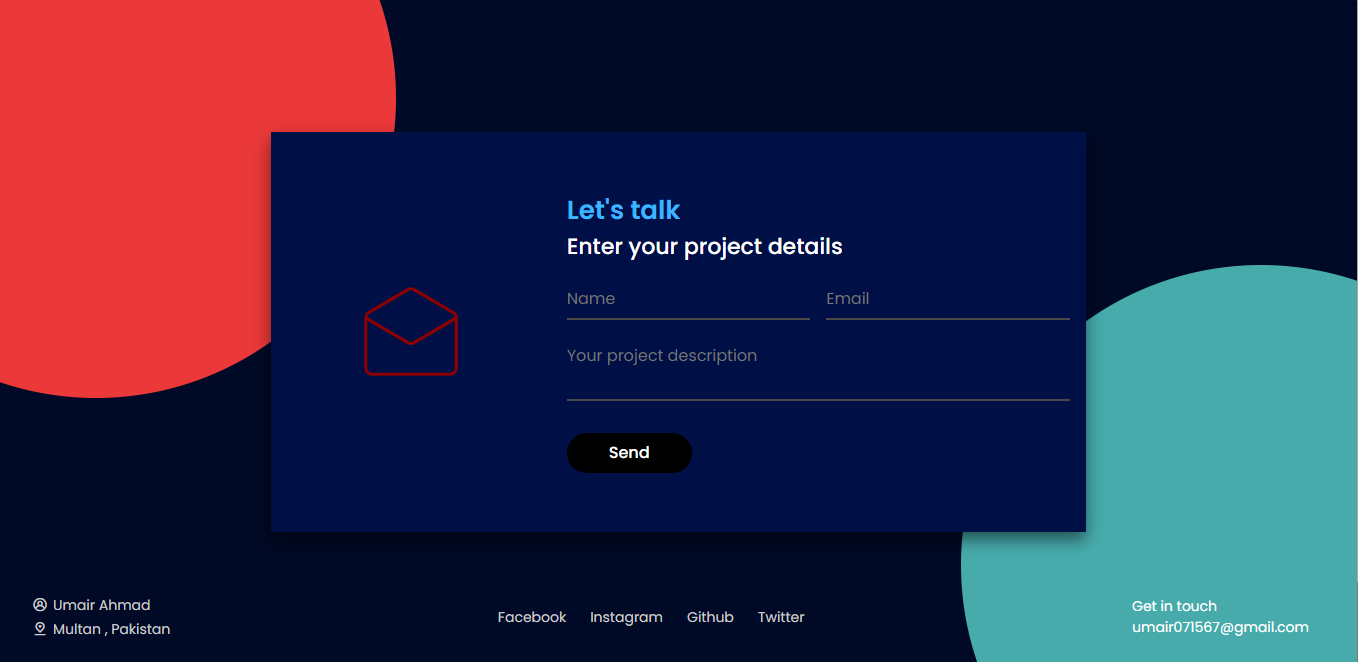 Let's talk
Enter your project details
Name Email
Your project description
Send
Umair Ahmad
Multan , Pakistan
Facebook Instagram Github Twitter
Get in touch
umair071567@gmail.com